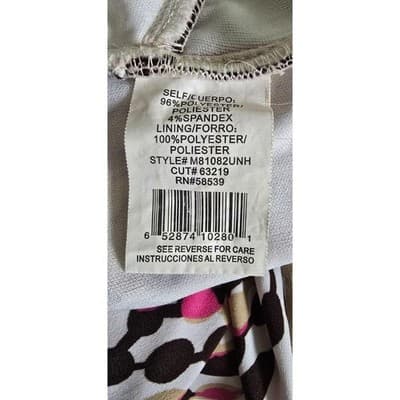 SELF/CUERPO:
96%POLYESTER/
POLIESTER
4%SPANDEX
LINING/FORRO:
100%POLYESTER/
POLIESTER
STYLE# M81082UNH
CUT# 63219
RN#58539
6 52874 10280 1
SEE REVERSE FOR CARE
INSTRUCCIONES AL REVERSO